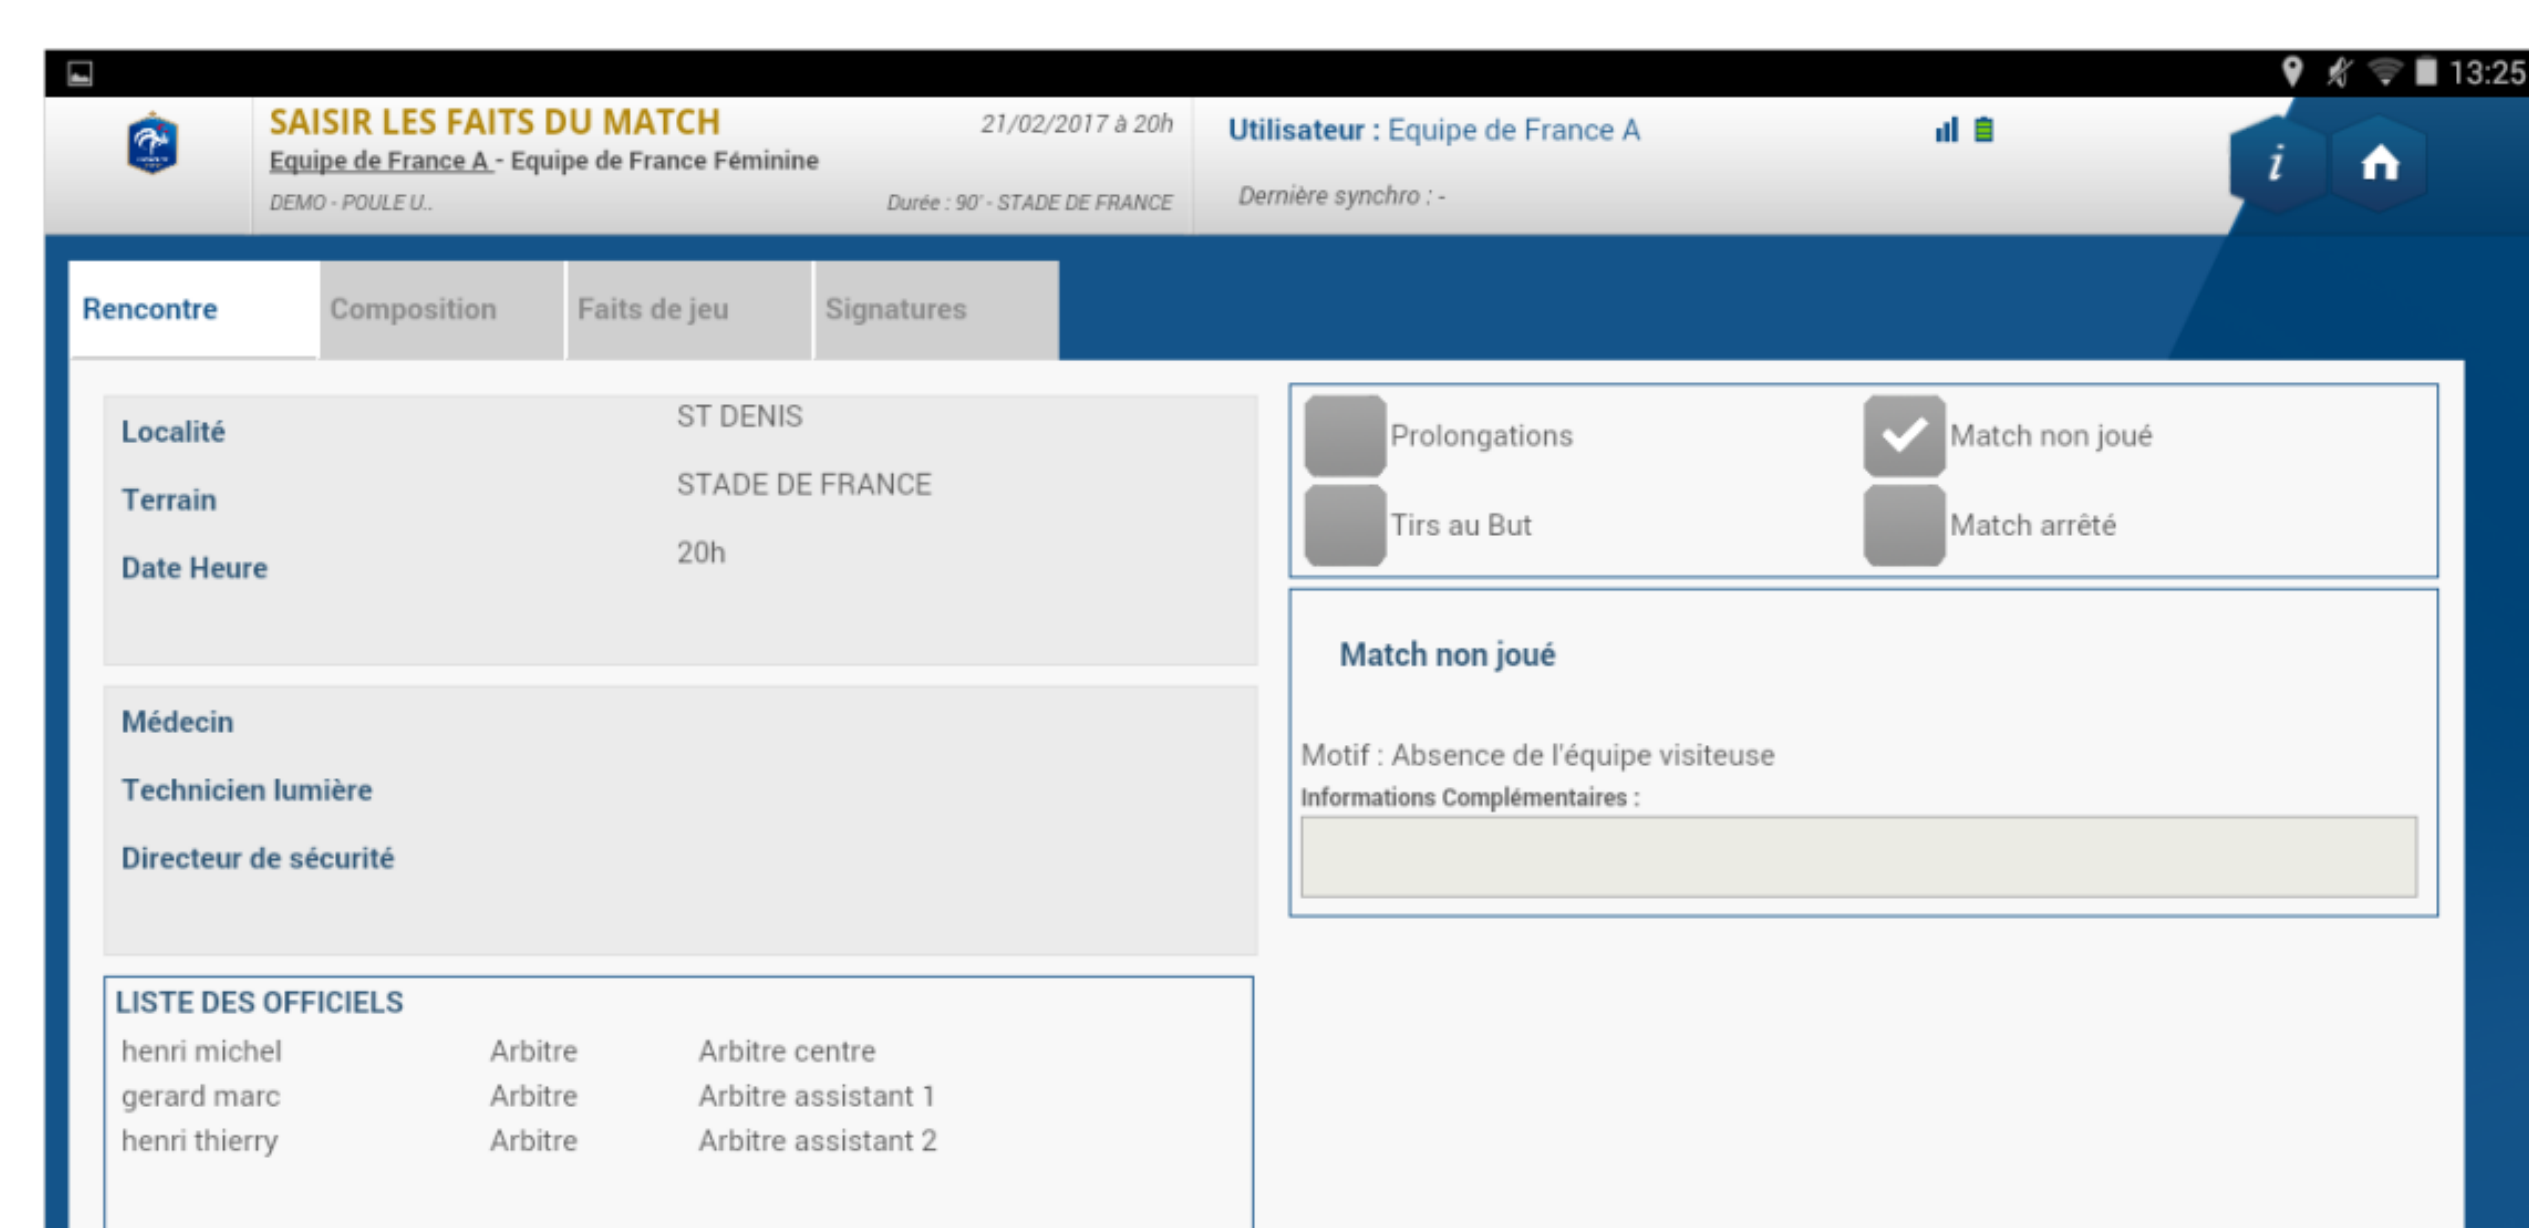 13:25
SAISIR LES FAITS DU MATCH
21/02/2017 à 20h
Equipe de France A - Equipe de France Féminine
DEMO - POULE U..
Durée : 90' - STADE DE FRANCE
Utilisateur : Equipe de France A
Dernière synchro : -
i
Rencontre
Composition
Faits de jeu
Signatures
Localité
ST DENIS
Terrain
STADE DE FRANCE
Date Heure
20h
Médecin
Technicien lumière
Directeur de sécurité
LISTE DES OFFICIELS
henri michel Arbitre Arbitre centre
gerard marc Arbitre Arbitre assistant 1
henri thierry Arbitre Arbitre assistant 2
Prolongations
Match non joué
Tirs au But
Match arrêté
Match non joué
Motif : Absence de l'équipe visiteuse
Informations Complémentaires :